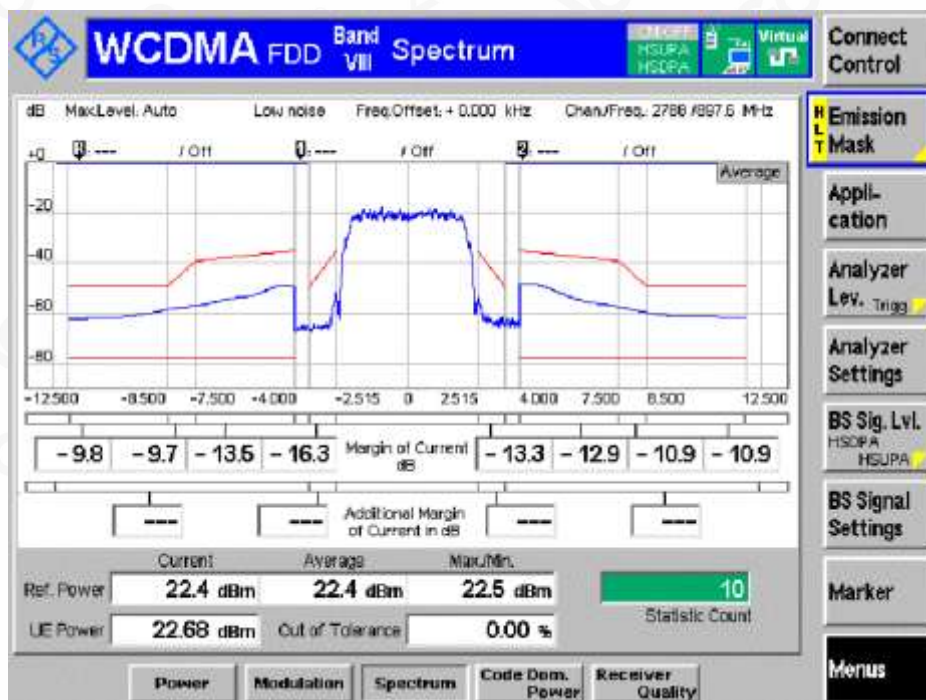 WCDMA FDD Band VIII Spectrum
HSUPA
HSDPA
Virtual
Connect Control
dB Max.Level: Auto Low noise Freq.Offset: + 0.000 kHz Chan./Freq.: 2788 /897.6 MHz
HLT
Emission Mask
+0 3: --- / Off 1: --- / Off 2: --- / Off
Average
-20
-40
-60
-80
-12.500 -8.500 -7.500 -4.000 -2.515 0 2.515 4.000 7.500 8.500 12.500
Appli-
cation
Analyzer
Lev. Trigg
Analyzer
Settings
- 9.8 - 9.7 - 13.5 - 16.3 Margin of Current dB - 13.3 - 12.9 - 10.9 - 10.9
BS Sig. Lvl.
HSDPA
HSUPA
--- --- Additional Margin of Current in dB --- ---
BS Signal
Settings
Current Average Max./Min.
Ref. Power 22.4 dBm 22.4 dBm 22.5 dBm 10
Statistic Count
UE Power 22.68 dBm Out of Tolerance 0.00 %
Marker
Menus
Power Modulation Spectrum Code Dom. Power Receiver Quality